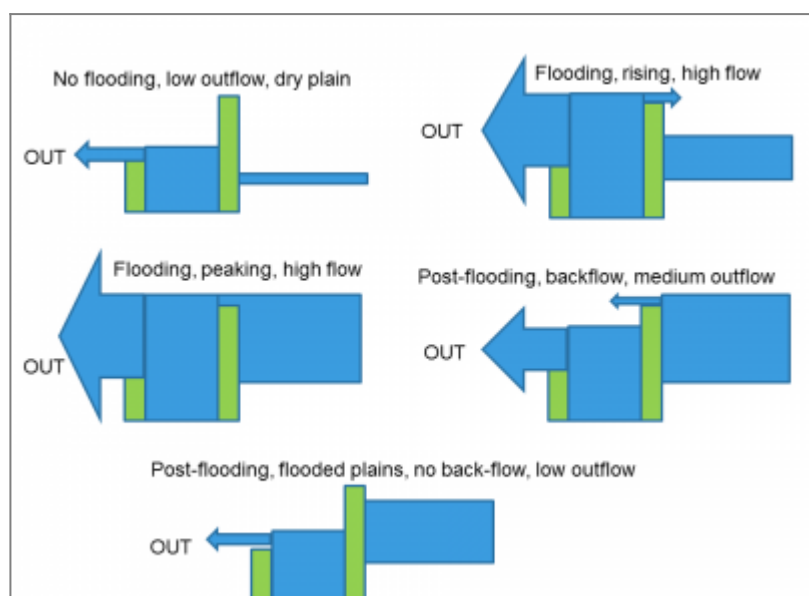 No flooding, low outflow, dry plain
OUT
Flooding, rising, high flow
OUT
Flooding, peaking, high flow
OUT
Post-flooding, backflow, medium outflow
OUT
Post-flooding, flooded plains, no back-flow, low outflow
OUT